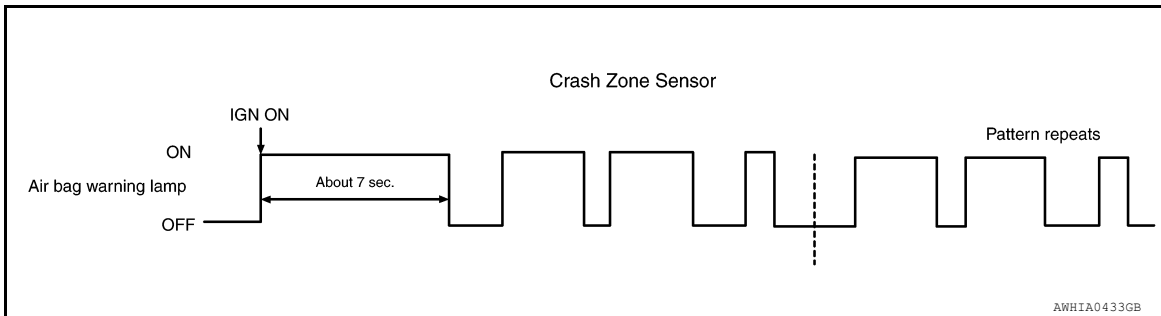 Crash Zone Sensor
IGN ON
Pattern repeats
ON
Air bag warning lamp
About 7 sec.
OFF
AWHIA0433GB